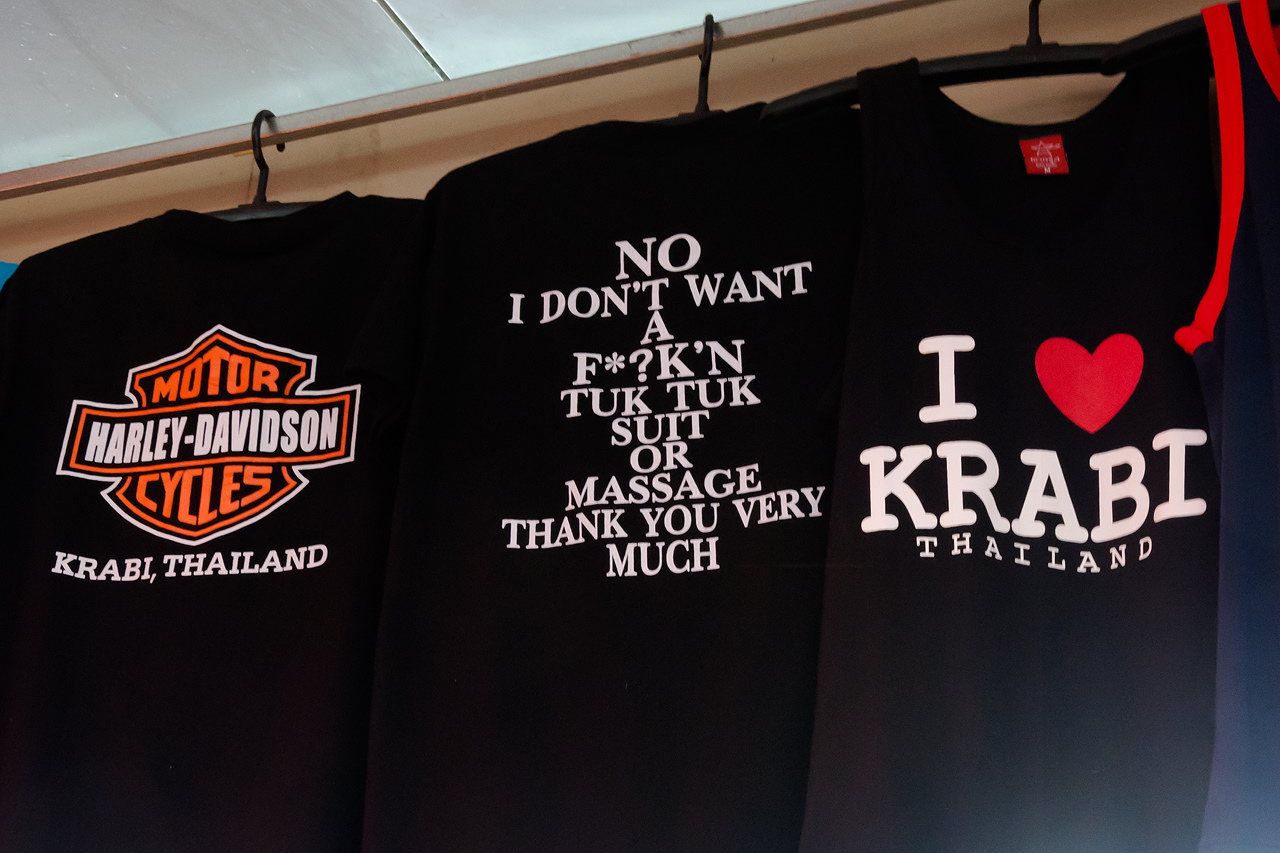 MOTOR
HARLEY-DAVIDSON
CYCLES
KRABI, THAILAND
NO
I DON'T WANT
A
F*?K'N
TUK TUK
SUIT
OR
MASSAGE
THANK YOU VERY
MUCH
M
I
KRABI
THAILAND